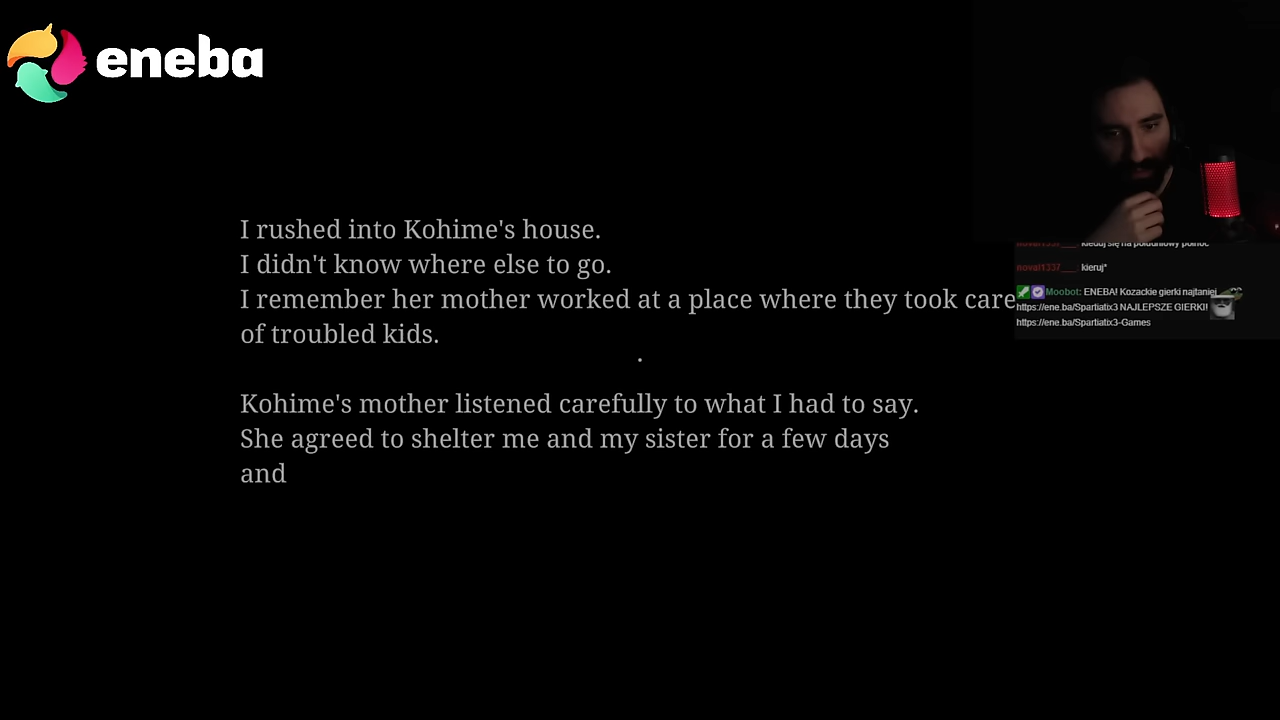 eneba
I rushed into Kohime's house.
I didn't know where else to go.
I remember her mother worked at a place where they took care
of troubled kids.
Kohime's mother listened carefully to what I had to say.
She agreed to shelter me and my sister for a few days
and
kieruj*
Moobot: ENEBA! Kozackie gierki najtaniej
https://ene.ba/Spartiatix3 NAJLEPSZE GIERKI!
https://ene.ba/Spartiatix3-Games